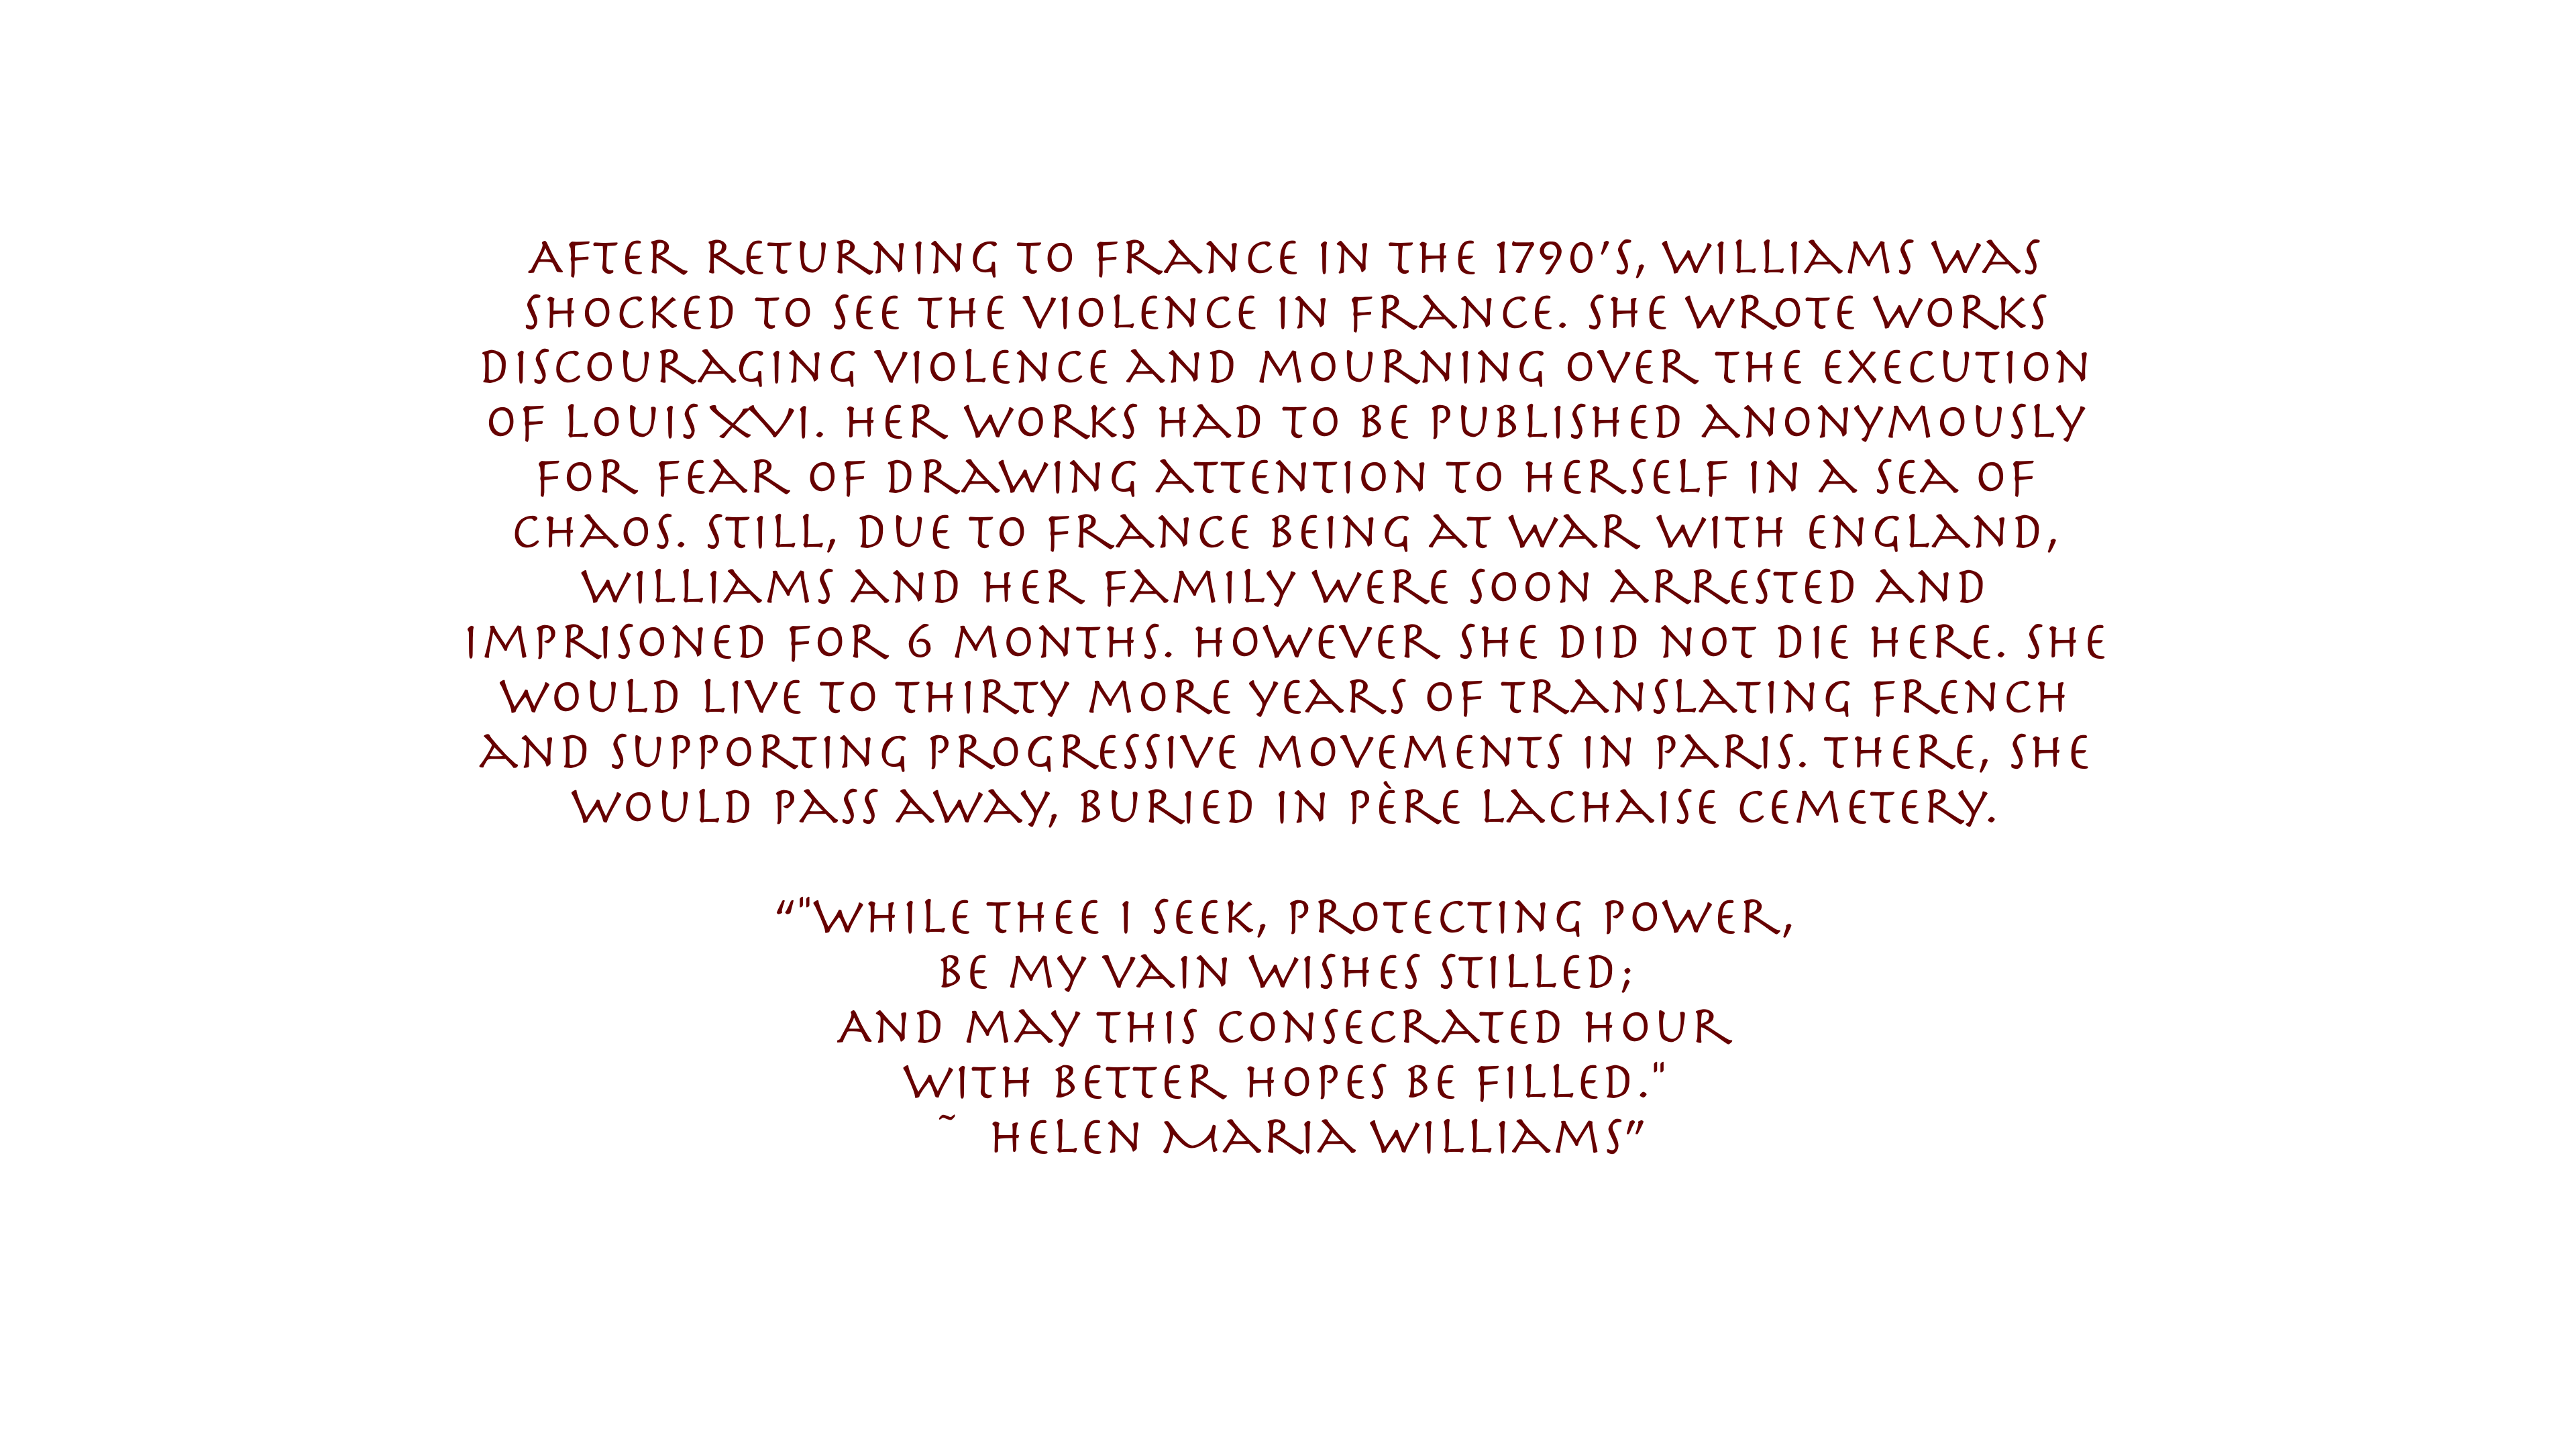 After returning to France in the 1790's, Williams was
shocked to see the violence in France. She wrote works
discouraging violence and mourning over the execution
of Louis XVI. Her works had to be published anonymously
for fear of drawing attention to herself in a sea of
chaos. Still, due to France being at war with England,
Williams and her family were soon arrested and
imprisoned for 6 months. However she did not die here. She
would live to thirty more years of translating French
and supporting progressive movements in Paris. There, she
would pass away, buried in Père Lachaise Cemetery.

“"While Thee I seek, protecting Power,
Be my vain wishes stilled;
And may this consecrated hour
With better hopes be filled."
~ Helen Maria Williams”